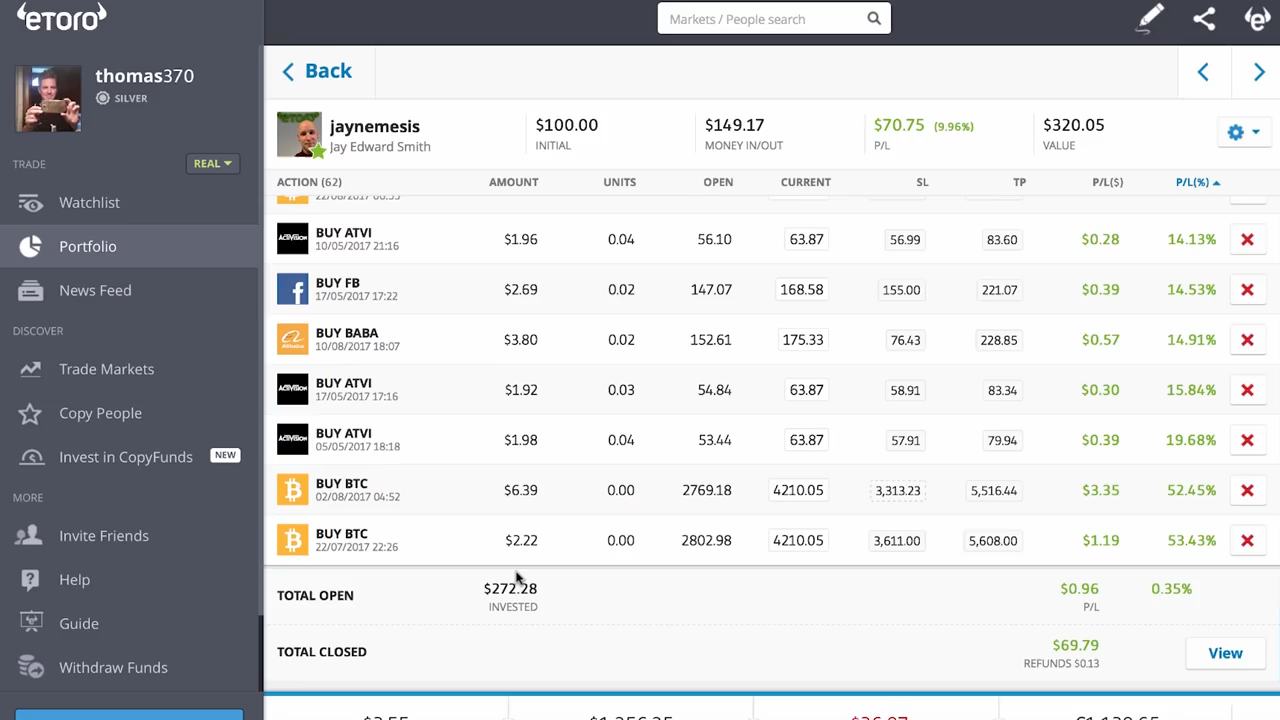 eTORO
Markets / People search
thomas370
SILVER
TRADE
REAL
Watchlist
Portfolio
News Feed
DISCOVER
Trade Markets
Copy People
Invest in CopyFunds NEW
MORE
Invite Friends
Help
Guide
Withdraw Funds
Back
jaynemesis
Jay Edward Smith
$100.00
INITIAL
$149.17
MONEY IN/OUT
$70.75 (9.96%)
P/L
$320.05
VALUE
ACTION (62) AMOUNT UNITS OPEN CURRENT SL TP P/L($) P/L(%)
BUY ATVI
10/05/2017 21:16
$1.96 0.04 56.10 63.87 56.99 83.60 $0.28 14.13%
BUY FB
17/05/2017 17:22
$2.69 0.02 147.07 168.58 155.00 221.07 $0.39 14.53%
BUY BABA
10/08/2017 18:07
$3.80 0.02 152.61 175.33 76.43 228.85 $0.57 14.91%
BUY ATVI
17/05/2017 17:16
$1.92 0.03 54.84 63.87 58.91 83.34 $0.30 15.84%
BUY ATVI
05/05/2017 18:18
$1.98 0.04 53.44 63.87 57.91 79.94 $0.39 19.68%
BUY BTC
02/08/2017 04:52
$6.39 0.00 2769.18 4210.05 3,313.23 5,516.44 $3.35 52.45%
BUY BTC
22/07/2017 22:26
$2.22 0.00 2802.98 4210.05 3,611.00 5,608.00 $1.19 53.43%
TOTAL OPEN
$272.28
INVESTED
$0.96
P/L
0.35%
TOTAL CLOSED
$69.79
REFUNDS $0.13
View